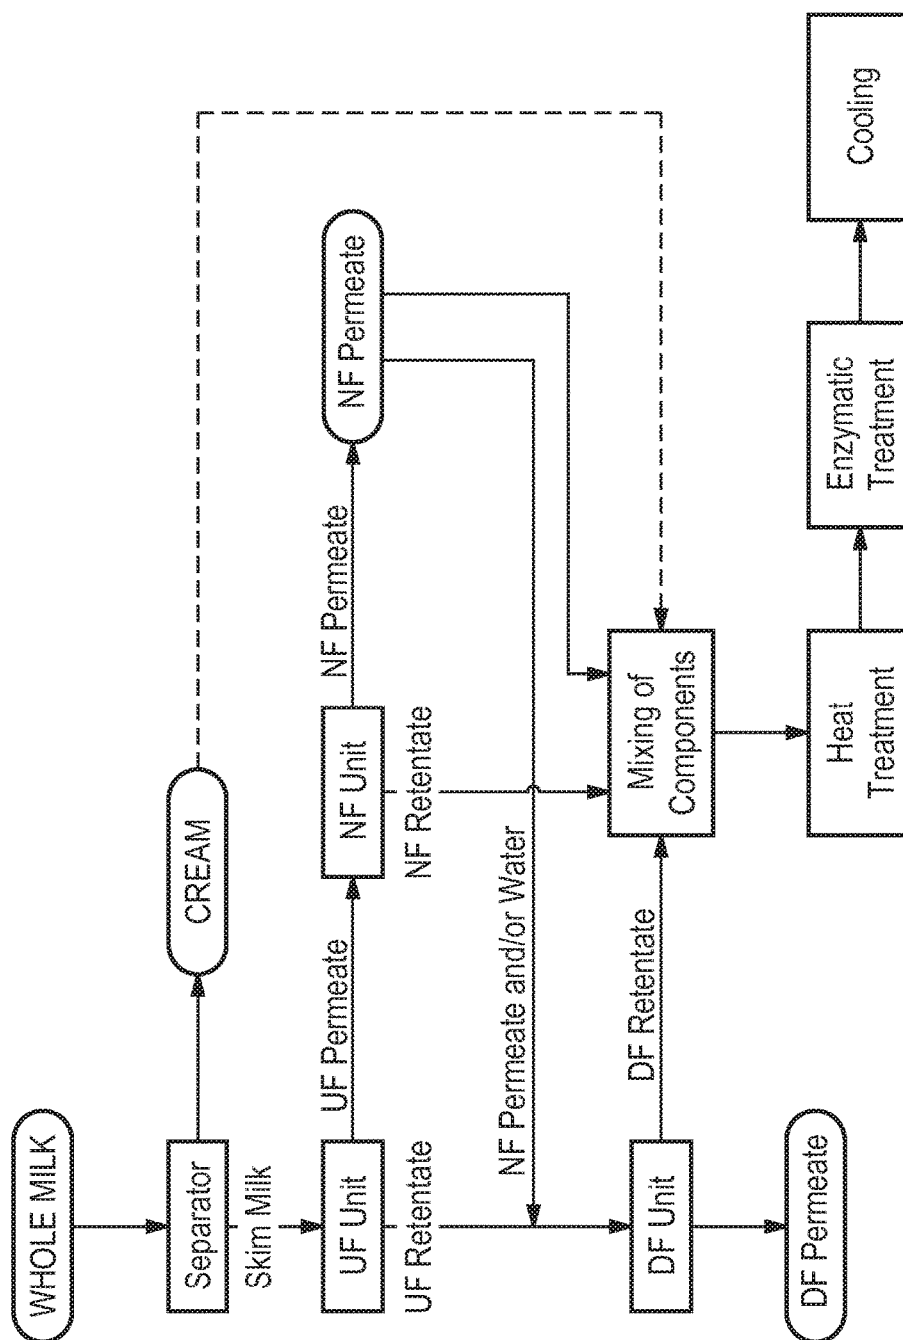 WHOLE MILK
Separator
CREAM
Skim Milk
UF Unit
UF Permeate
NF Unit
NF Permeate
NF Permeate
UF Retentate
NF Retentate
NF Permeate and/or Water
DF Unit
DF Retentate
Mixing of
Components
DF Permeate
Heat
Treatment
Enzymatic
Treatment
Cooling